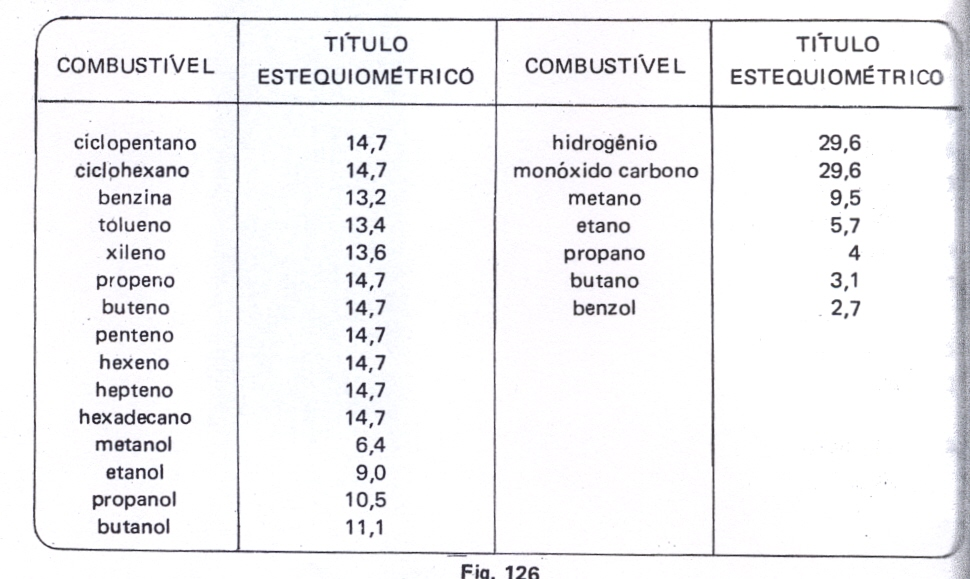 COMBUSTÍVEL TÍTULO ESTEQUIOMÉTRICO COMBUSTÍVEL TÍTULO ESTEQUIOMÉTRICO
ciclopentano 14,7 hidrogênio 29,6
ciclohexano 14,7 monóxido carbono 29,6
benzina 13,2 metano 9,5
tolueno 13,4 etano 5,7
xileno 13,6 propano 4
propeno 14,7 butano 3,1
buteno 14,7 benzol 2,7
penteno 14,7
hexeno 14,7
hepteno 14,7
hexadecano 14,7
metanol 6,4
etanol 9,0
propanol 10,5
butanol 11,1
Fig. 126